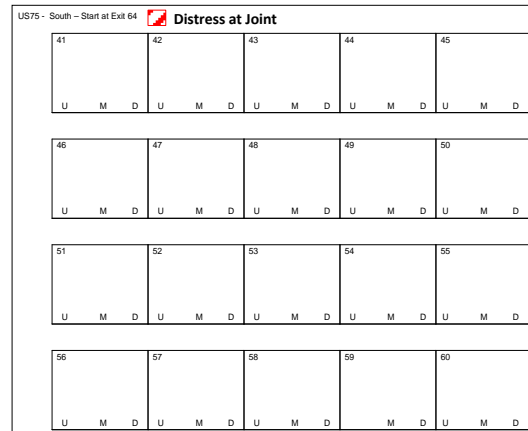 US75 - South – Start at Exit 64 Distress at Joint
41 42 43 44 45
U M D U M D U M D U M D U M D
46 47 48 49 50
U M D U M D U M D U M D U M D
51 52 53 54 55
U M D U M D U M D U M D U M D
56 57 58 59 60
U M D U M D U M D M D U M D